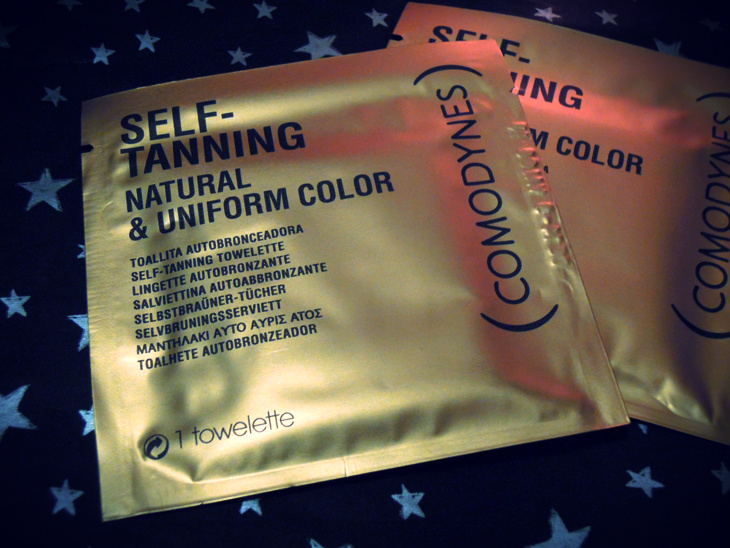 SELF-
TANNING
NATURAL
& UNIFORM COLOR
TOALLITA AUTOBRONCEADORA
SELF-TANNING TOWELETTE
LINGETTE AUTOBRONZANTE
SALVIETTINA AUTOABBRONZANTE
SELBSTBRAÜNER-TÜCHER
SELVBRUNINGSSERVIETT
ΜΑΝΤΗΛΑΚΙ ΑΥΤΟ ΑΥΡΙΣ ΑΤΟΣ
TOALHETE AUTOBRONZEADOR
1 towelette
(COMODYNES)
SELF-
NING
M COLOR
(COMODYNES)